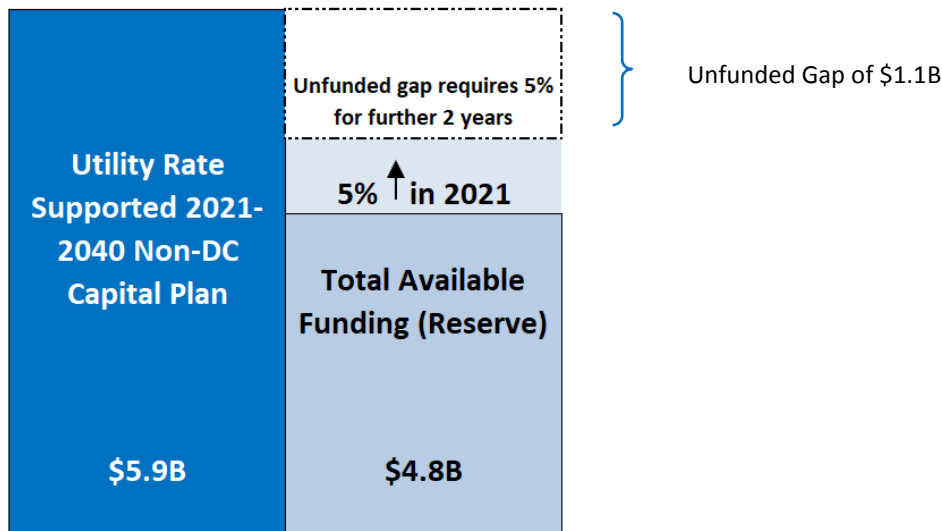 Utility Rate
Supported 2021-
2040 Non-DC
Capital Plan
$5.9B
Unfunded gap requires 5%
for further 2 years
5% in 2021
Total Available
Funding (Reserve)
$4.8B
Unfunded Gap of $1.1B